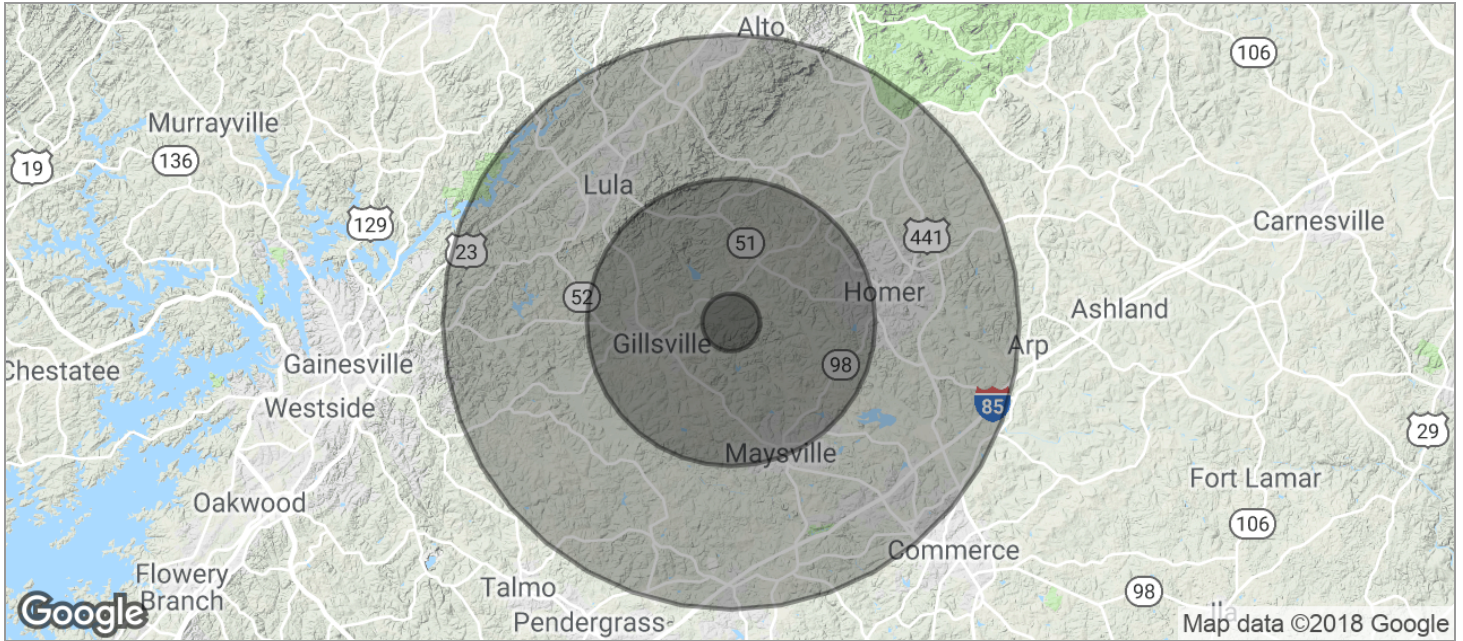 Alto
106
Murrayville
136
19
Lula
129
Carnesville
51
441
23
52
Homer
Ashland
Gillsville
Arp
98
Chestatee
Gainesville
85
Westside
29
Maysville
Fort Lamar
Oakwood
106
Commerce
Flowery
Branch
Talmo
98
Pendergrass
Google
Map data ©2018 Google